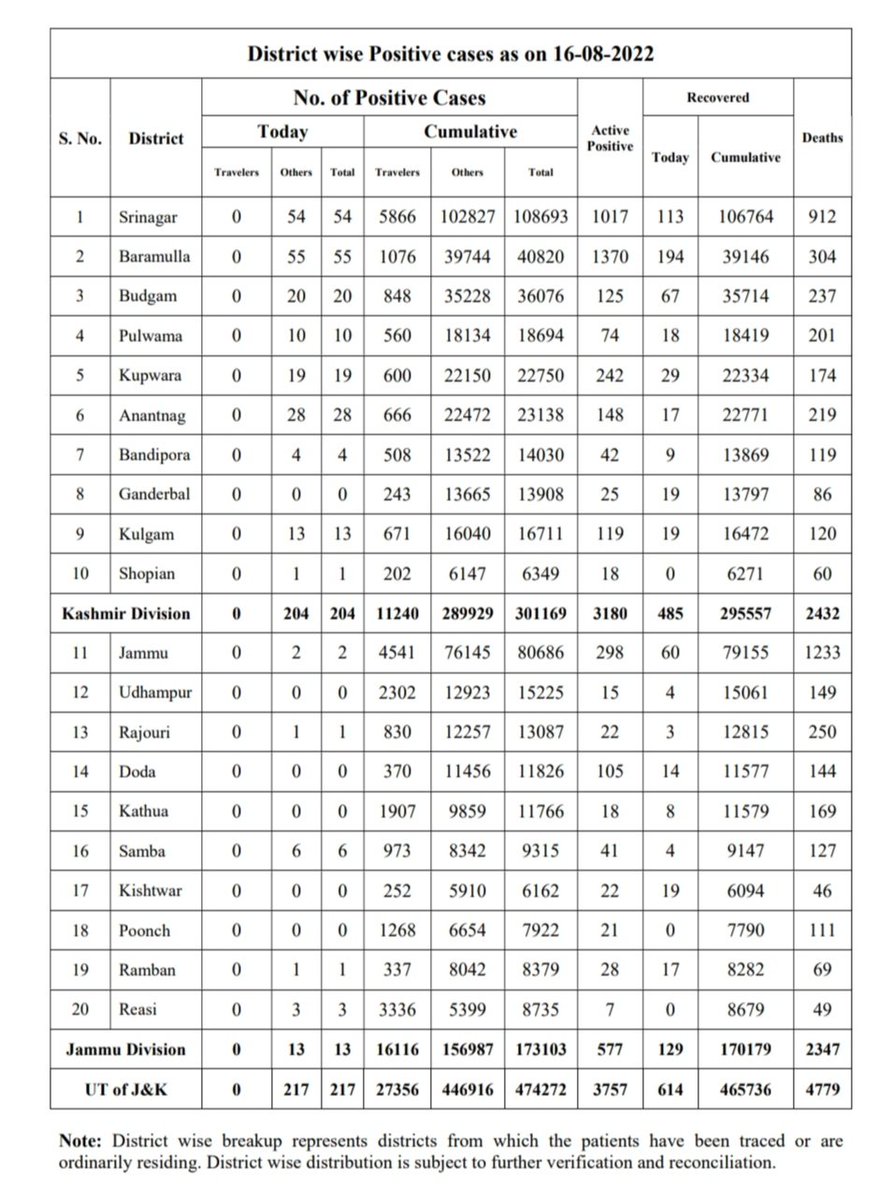 District wise Positive cases as on 16-08-2022
S. No. District No. of Positive Cases Active Positive Recovered Deaths
Today Cumulative Today Cumulative
Travelers Others Total Travelers Others Total
1 Srinagar 0 54 54 5866 102827 108693 1017 113 106764 912
2 Baramulla 0 55 55 1076 39744 40820 1370 194 39146 304
3 Budgam 0 20 20 848 35228 36076 125 67 35714 237
4 Pulwama 0 10 10 560 18134 18694 74 18 18419 201
5 Kupwara 0 19 19 600 22150 22750 242 29 22334 174
6 Anantnag 0 28 28 666 22472 23138 148 17 22771 219
7 Bandipora 0 4 4 508 13522 14030 42 9 13869 119
8 Ganderbal 0 0 0 243 13665 13908 25 19 13797 86
9 Kulgam 0 13 13 671 16040 16711 119 19 16472 120
10 Shopian 0 1 1 202 6147 6349 18 0 6271 60
Kashmir Division 0 204 204 11240 289929 301169 3180 485 295557 2432
11 Jammu 0 2 2 4541 76145 80686 298 60 79155 1233
12 Udhampur 0 0 0 2302 12923 15225 15 4 15061 149
13 Rajouri 0 1 1 830 12257 13087 22 3 12815 250
14 Doda 0 0 0 370 11456 11826 105 14 11577 144
15 Kathua 0 0 0 1907 9859 11766 18 8 11579 169
16 Samba 0 6 6 973 8342 9315 41 4 9147 127
17 Kishtwar 0 0 0 252 5910 6162 22 19 6094 46
18 Poonch 0 0 0 1268 6654 7922 21 0 7790 111
19 Ramban 0 1 1 337 8042 8379 28 17 8282 69
20 Reasi 0 3 3 3336 5399 8735 7 0 8679 49
Jammu Division 0 13 13 16116 156987 173103 577 129 170179 2347
UT of J&K 0 217 217 27356 446916 474272 3757 614 465736 4779
Note: District wise breakup represents districts from which the patients have been traced or are
ordinarily residing. District wise distribution is subject to further verification and reconciliation.